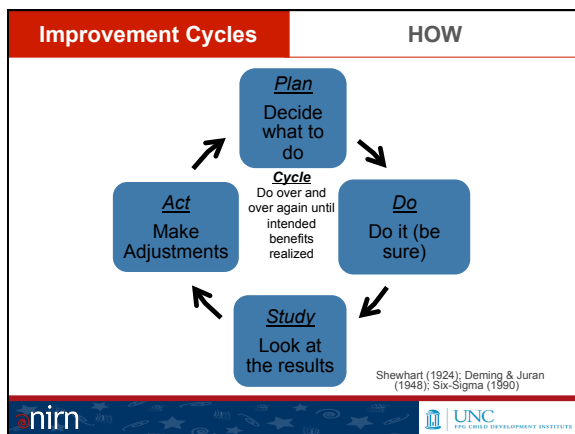 Improvement Cycles
HOW
Plan
Decide
what to
do
Cycle
Do over and
over again until
intended
benefits
realized
Act
Make
Adjustments
Do
Do it (be
sure)
Study
Look at
the results
Shewhart (1924); Deming & Juran
(1948); Six-Sigma (1990)
nirn
UNC
FPG CHILD DEVELOPMENT INSTITUTE